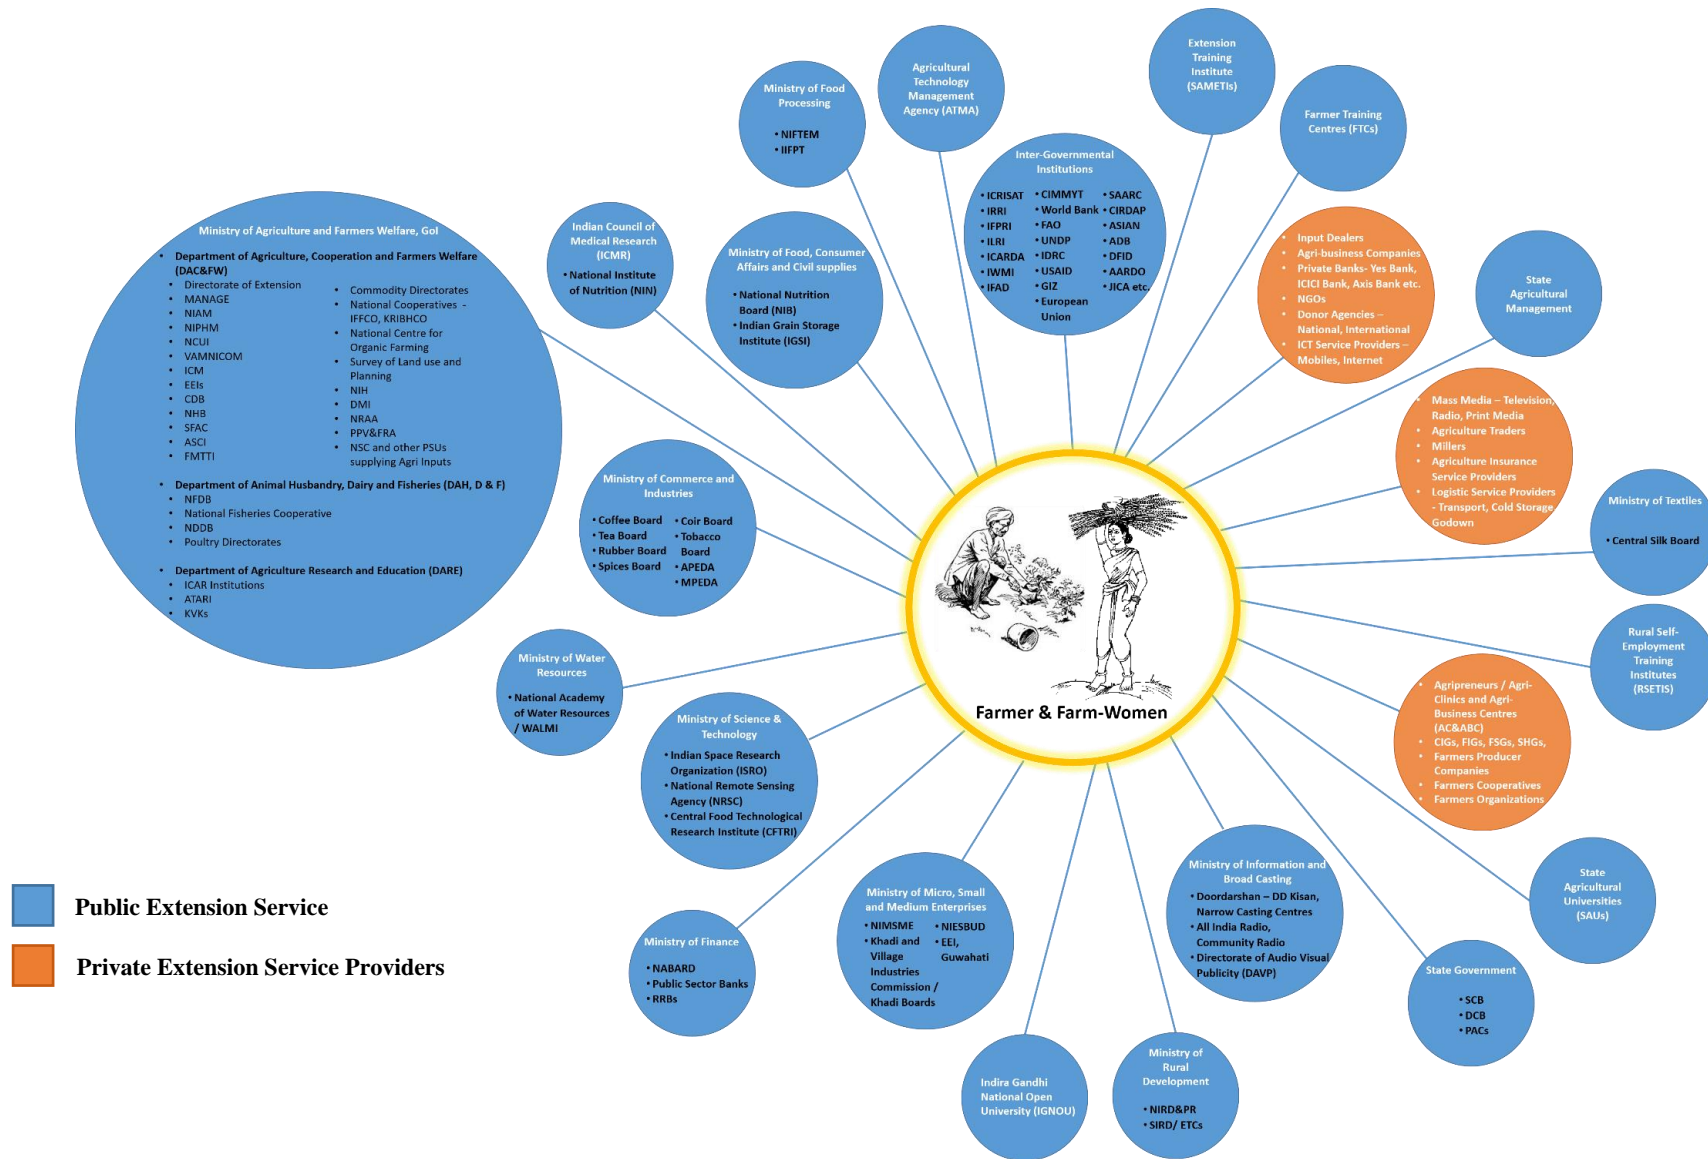 Ministry of Agriculture and Farmers Welfare, GoI
• Department of Agriculture, Cooperation and Farmers Welfare
(DAC&FW)
• Directorate of Extension
• MANAGE
• NIAM
• NIPHM
• NCUI
• VAMNICOM
• ICM
• EEIs
• CDB
• NHB
• SFAC
• ASCI
• FMTTI
• Commodity Directorates
• National Cooperatives -
IFFCO, KRIBHCO
• National Centre for
Organic Farming
• Survey of Land use and
Planning
• NIH
• DMI
• NRAA
• PPV&FRA
• NSC and other PSUs
supplying Agri Inputs
• Department of Animal Husbandry, Dairy and Fisheries (DAH, D & F)
• NFDB
• National Fisheries Cooperative
• NDDB
• Poultry Directorates
• Department of Agriculture Research and Education (DARE)
• ICAR Institutions
• ATARI
• KVKs
Indian Council of
Medical Research
(ICMR)
• National Institute
of Nutrition (NIN)
Ministry of Food
Processing
• NIFTEM
• IIFPT
Ministry of Food, Consumer
Affairs and Civil supplies
• National Nutrition
Board (NIB)
• Indian Grain Storage
Institute (IGSI)
Agricultural
Technology
Management
Agency (ATMA)
Inter-Governmental
Institutions
• ICRISAT
• IRRI
• IFPRI
• ILRI
• ICARDA
• IWMI
• IFAD
• CIMMYT
• World Bank
• FAO
• UNDP
• IDRC
• USAID
• GIZ
• European
Union
• SAARC
• CIRDAP
• ASIAN
• ADB
• DFID
• AARDO
• JICA etc.
Extension
Training
Institute
(SAMETIs)
Farmer Training
Centres (FTCs)
• Input Dealers
• Agri-business Companies
• Private Banks- Yes Bank,
ICICI Bank, Axis Bank etc.
• NGOs
• Donor Agencies –
National, International
• ICT Service Providers –
Mobiles, Internet
State
Agricultural
Management
• Mass Media – Television,
Radio, Print Media
• Agriculture Traders
• Millers
• Agriculture Insurance
Service Providers
• Logistic Service Providers
- Transport, Cold Storage,
Godown
Ministry of Textiles
• Central Silk Board
Rural Self-
Employment
Training
Institutes
(RSETIS)
• Agripreneurs / Agri-
Clinics and Agri-
Business Centres
(AC&ABC)
• CIGs, FIGs, FSGs, SHGs,
• Farmers Producer
Companies
• Farmers Cooperatives
• Farmers Organizations
State
Agricultural
Universities
(SAUs)
State Government
• SCB
• DCB
• PACs
Ministry of Information and
Broad Casting
• Doordarshan – DD Kisan,
Narrow Casting Centres
• All India Radio,
Community Radio
• Directorate of Audio Visual
Publicity (DAVP)
Ministry of
Rural
Development
• NIRD&PR
• SIRD/ ETCs
Indira Gandhi
National Open
University (IGNOU)
Ministry of Micro, Small
and Medium Enterprises
• NIMSME
• Khadi and
Village
Industries
Commission /
Khadi Boards
• NIESBUD
• EEI,
Guwahati
Ministry of Finance
• NABARD
• Public Sector Banks
• RRBs
Ministry of Science &
Technology
• Indian Space Research
Organization (ISRO)
• National Remote Sensing
Agency (NRSC)
• Central Food Technological
Research Institute (CFTRI)
Ministry of Water
Resources
• National Academy
of Water Resources
/ WALMI
Ministry of Commerce and
Industries
• Coffee Board
• Tea Board
• Rubber Board
• Spices Board
• Coir Board
• Tobacco
Board
• APEDA
• MPEDA
Farmer & Farm-Women
Public Extension Service
Private Extension Service Providers